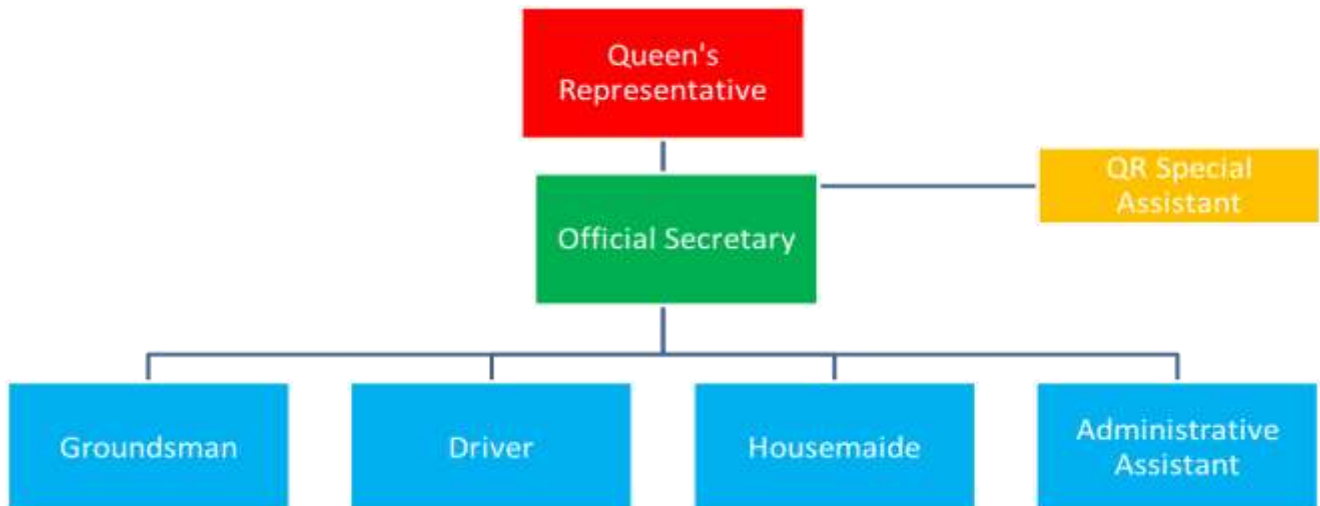 Queen's
Representative
QR Special
Assistant
Official Secretary
Groundsman
Driver
Housemaide
Administrative
Assistant